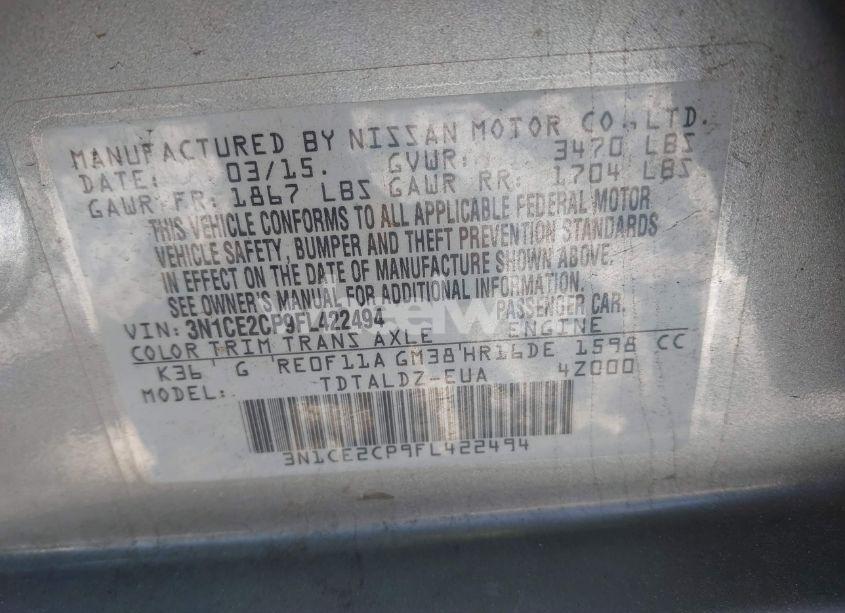 MANUFACTURED BY NISSAN MOTOR CO., LTD.
DATE: 03/15. GVWR: 3470 LBS
GAWR FR: 1867 LBS GAWR RR: 1704 LBS
THIS VEHICLE CONFORMS TO ALL APPLICABLE FEDERAL MOTOR
VEHICLE SAFETY, BUMPER AND THEFT PREVENTION STANDARDS
IN EFFECT ON THE DATE OF MANUFACTURE SHOWN ABOVE.
SEE OWNER'S MANUAL FOR ADDITIONAL INFORMATION.
VIN: 3N1CE2CP9FL422494 PASSENGER CAR.
COLOR TRIM TRANS AXLE ENGINE
K36 G RE0F11A GM38 HR16DE 1598 CC
MODEL: TDTALDZ-EUA 4Z000
3N1CE2CP9FL422494